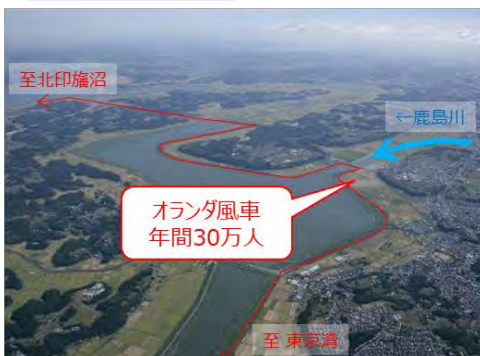 至北印旛沼
←鹿島川
オランダ風車
年間30万人
至 東京湾